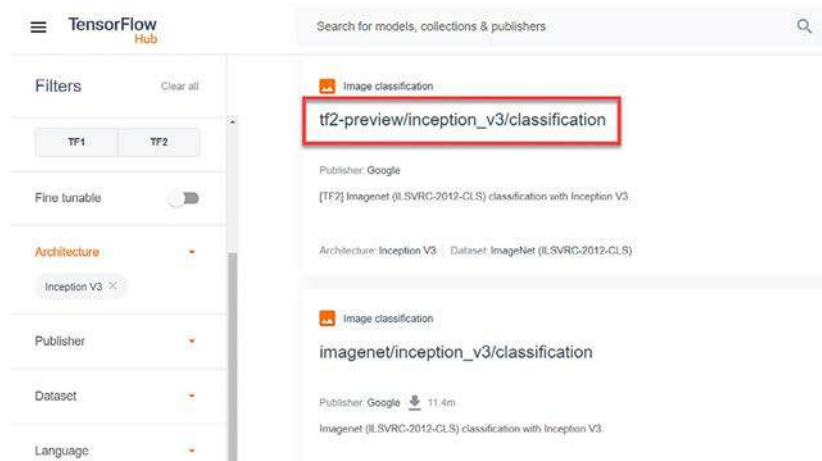 TensorFlow
Hub
Search for models, collections & publishers
Filters
Clear all
TF1
TF2
Fine tunable
Architecture
Inception V3 ×
Publisher
Dataset
Language
Image classification
tf2-preview/inception_v3/classification
Publisher: Google
[TF2] Imagenet (ILSVRC-2012-CLS) classification with Inception V3.
Architecture: Inception V3 | Dataset: ImageNet (ILSVRC-2012-CLS)
Image classification
imagenet/inception_v3/classification
Publisher: Google 11.4m
Imagenet (ILSVRC-2012-CLS) classification with Inception V3.